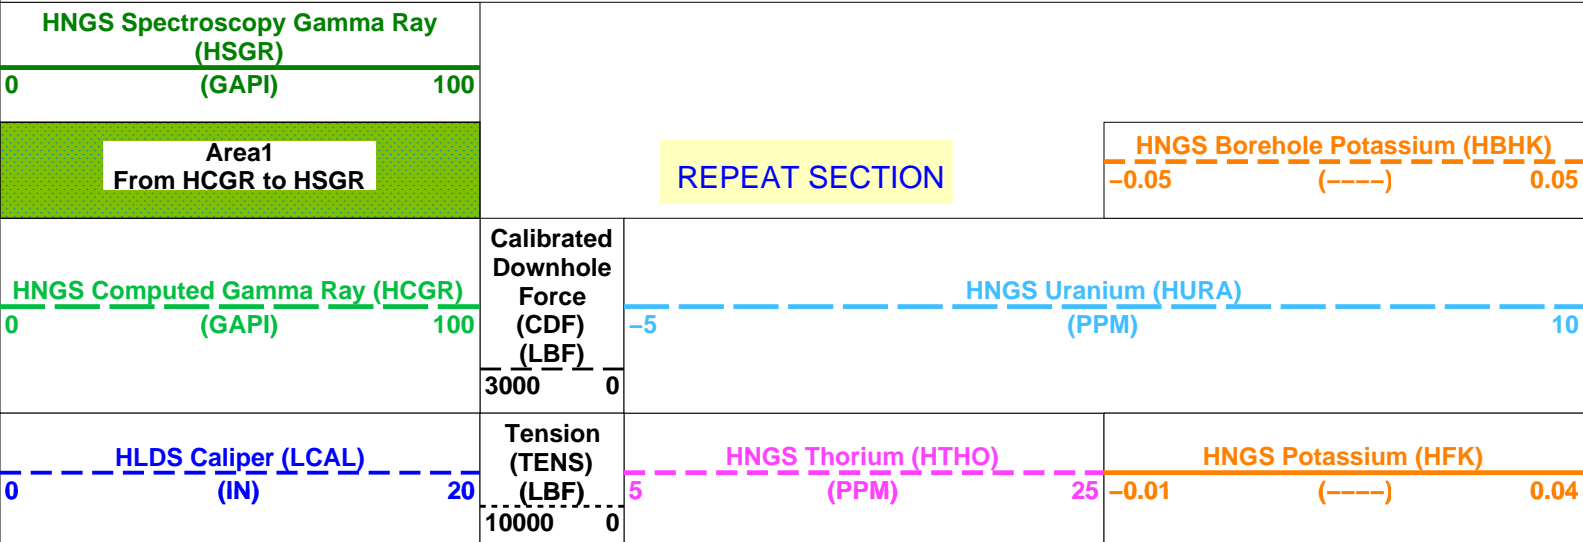 HNGS Spectroscopy Gamma Ray
(HSGR)
0 (GAPI) 100
Area1
From HCGR to HSGR
REPEAT SECTION
HNGS Borehole Potassium (HBHK)
−0.05 (−−−−) 0.05
HNGS Computed Gamma Ray (HCGR)
0 (GAPI) 100
Calibrated
Downhole
Force
(CDF)
(LBF)
3000 0
HNGS Uranium (HURA)
−5 (PPM) 10
HLDS Caliper (LCAL)
0 (IN) 20
Tension
(TENS)
(LBF)
10000 0
HNGS Thorium (HTHO)
5 (PPM) 25
HNGS Potassium (HFK)
−0.01 (−−−−) 0.04